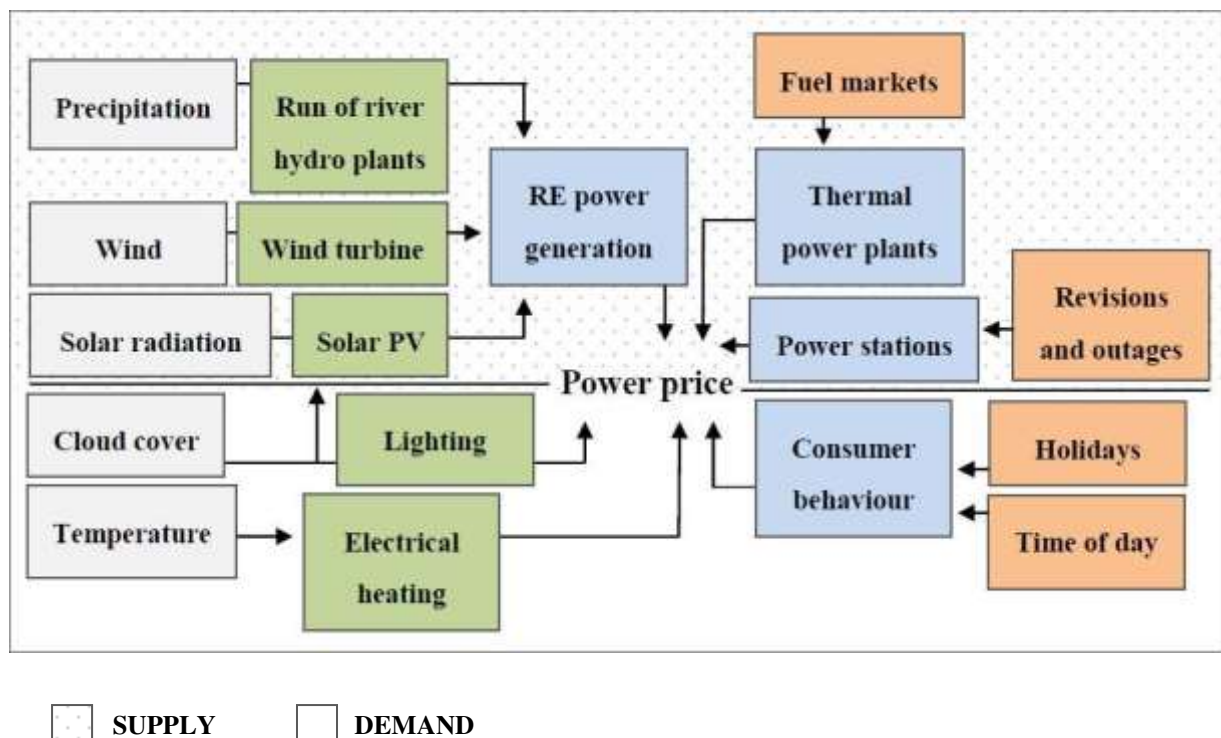 Precipitation
Run of river
hydro plants
Fuel markets
RE power
generation
Thermal
power plants
Wind
Wind turbine
Revisions
and outages
Solar radiation
Solar PV
Power stations
Power price
Cloud cover
Lighting
Consumer
behaviour
Holidays
Temperature
Electrical
heating
Time of day
SUPPLY
DEMAND